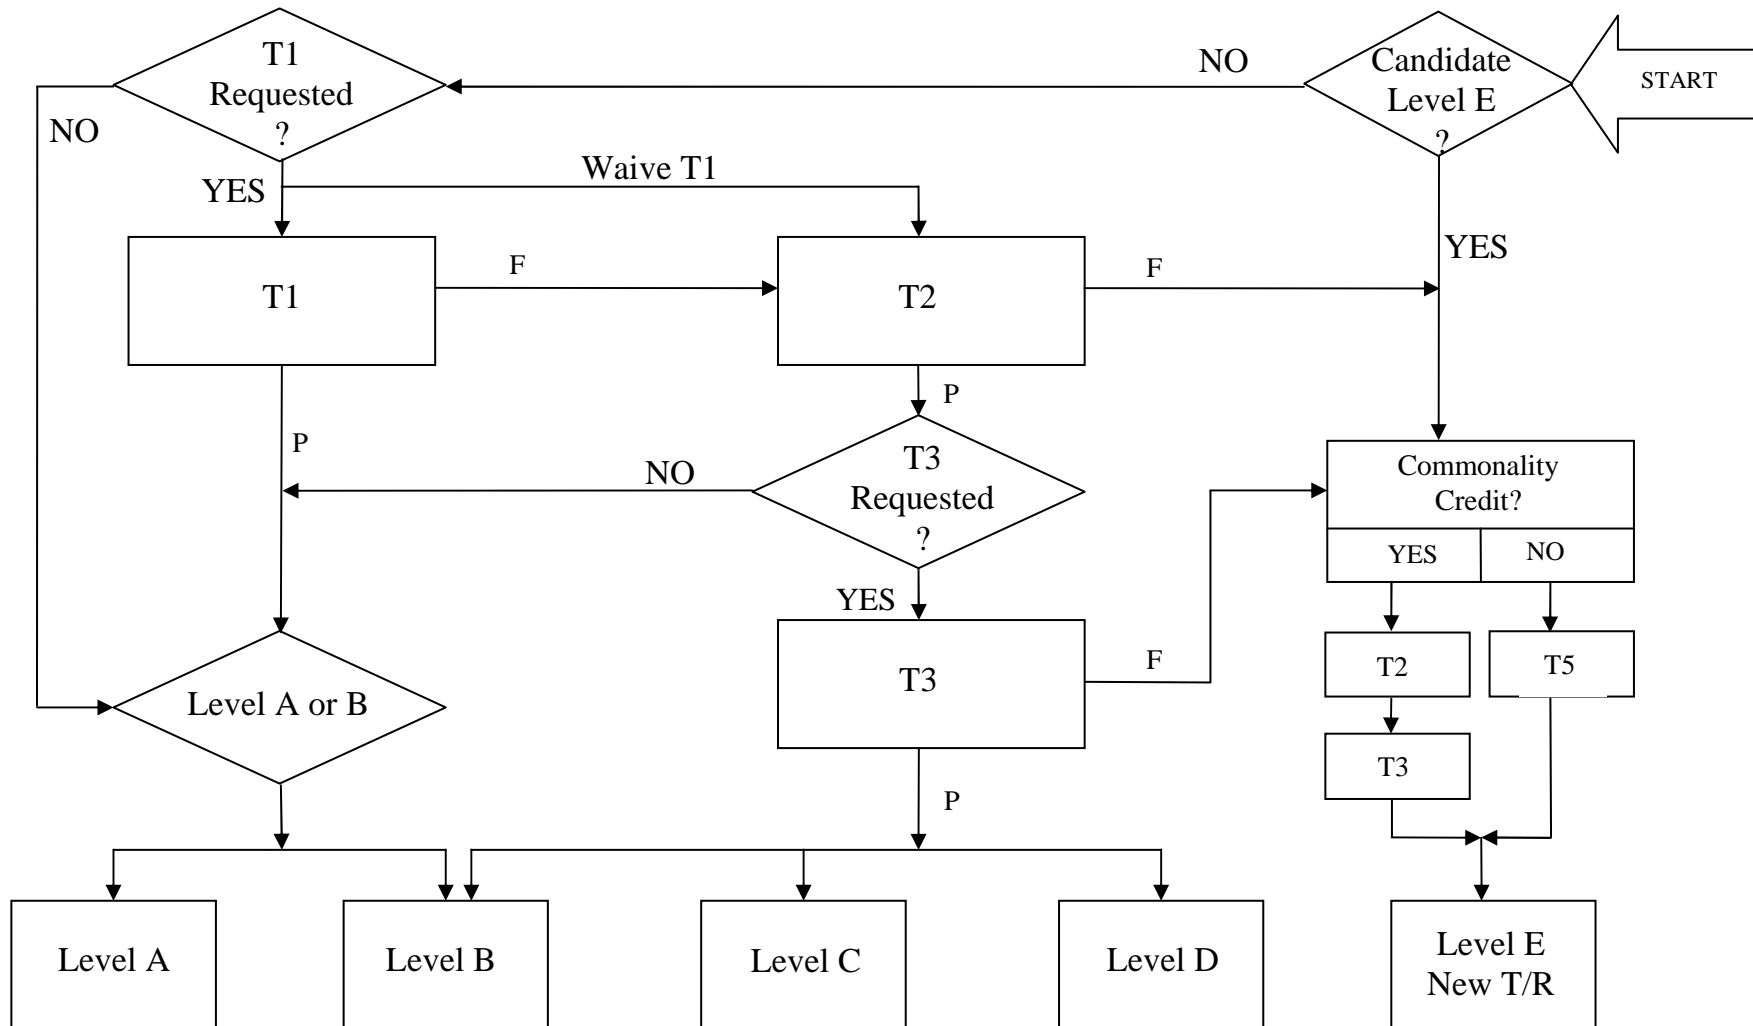 T1
Requested
?
NO
Candidate
Level E
?
START
NO
YES
Waive T1
YES
T1
F
T2
F
P
P
NO
T3
Requested
?
Commonality
Credit?
YES
NO
YES
T3
F
T2
T5
T3
Level A or B
P
Level A
Level B
Level C
Level D
Level E
New T/R